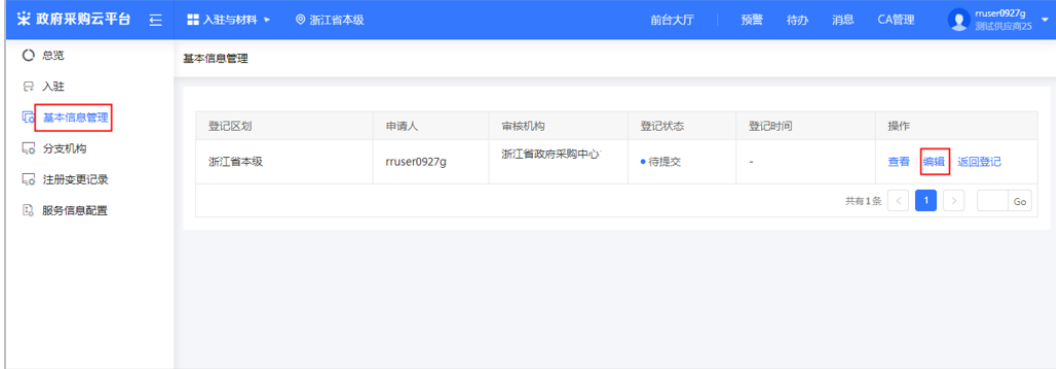 政府采购云平台 入驻与材料 浙江省本级 前台大厅 预警 待办 消息 CA管理 rruser0927g
测试供应商25
总览
入驻
基本信息管理
分支机构
注册变更记录
服务信息配置
基本信息管理
登记区划 申请人 审核机构 登记状态 登记时间 操作
浙江省本级 rruser0927g 浙江省政府采购中心 待提交 - 查看 编辑 返回登记
共有1条 < 1 > Go